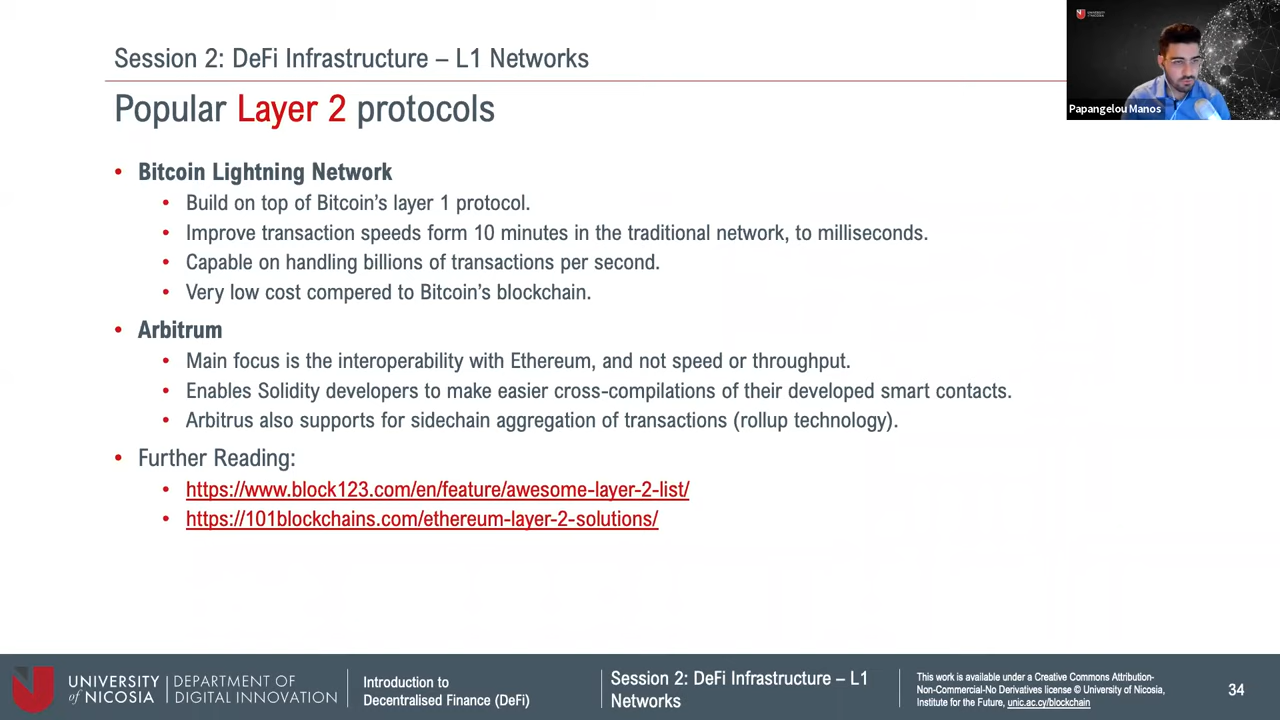 Session 2: DeFi Infrastructure – L1 Networks
Popular Layer 2 protocols
• Bitcoin Lightning Network
• Build on top of Bitcoin's layer 1 protocol.
• Improve transaction speeds form 10 minutes in the traditional network, to milliseconds.
• Capable on handling billions of transactions per second.
• Very low cost compered to Bitcoin's blockchain.
• Arbitrum
• Main focus is the interoperability with Ethereum, and not speed or throughput.
• Enables Solidity developers to make easier cross-compilations of their developed smart contacts.
• Arbitrus also supports for sidechain aggregation of transactions (rollup technology).
• Further Reading:
• https://www.block123.com/en/feature/awesome-layer-2-list/
• https://101blockchains.com/ethereum-layer-2-solutions/
Papangelou Manos
UNIVERSITY
of NICOSIA
DEPARTMENT OF
DIGITAL INNOVATION
Introduction to
Decentralised Finance (DeFi)
Session 2: DeFi Infrastructure – L1
Networks
This work is available under a Creative Commons Attribution-
Non-Commercial-No Derivatives license © University of Nicosia,
Institute for the Future, unic.ac.cy/blockchain
34